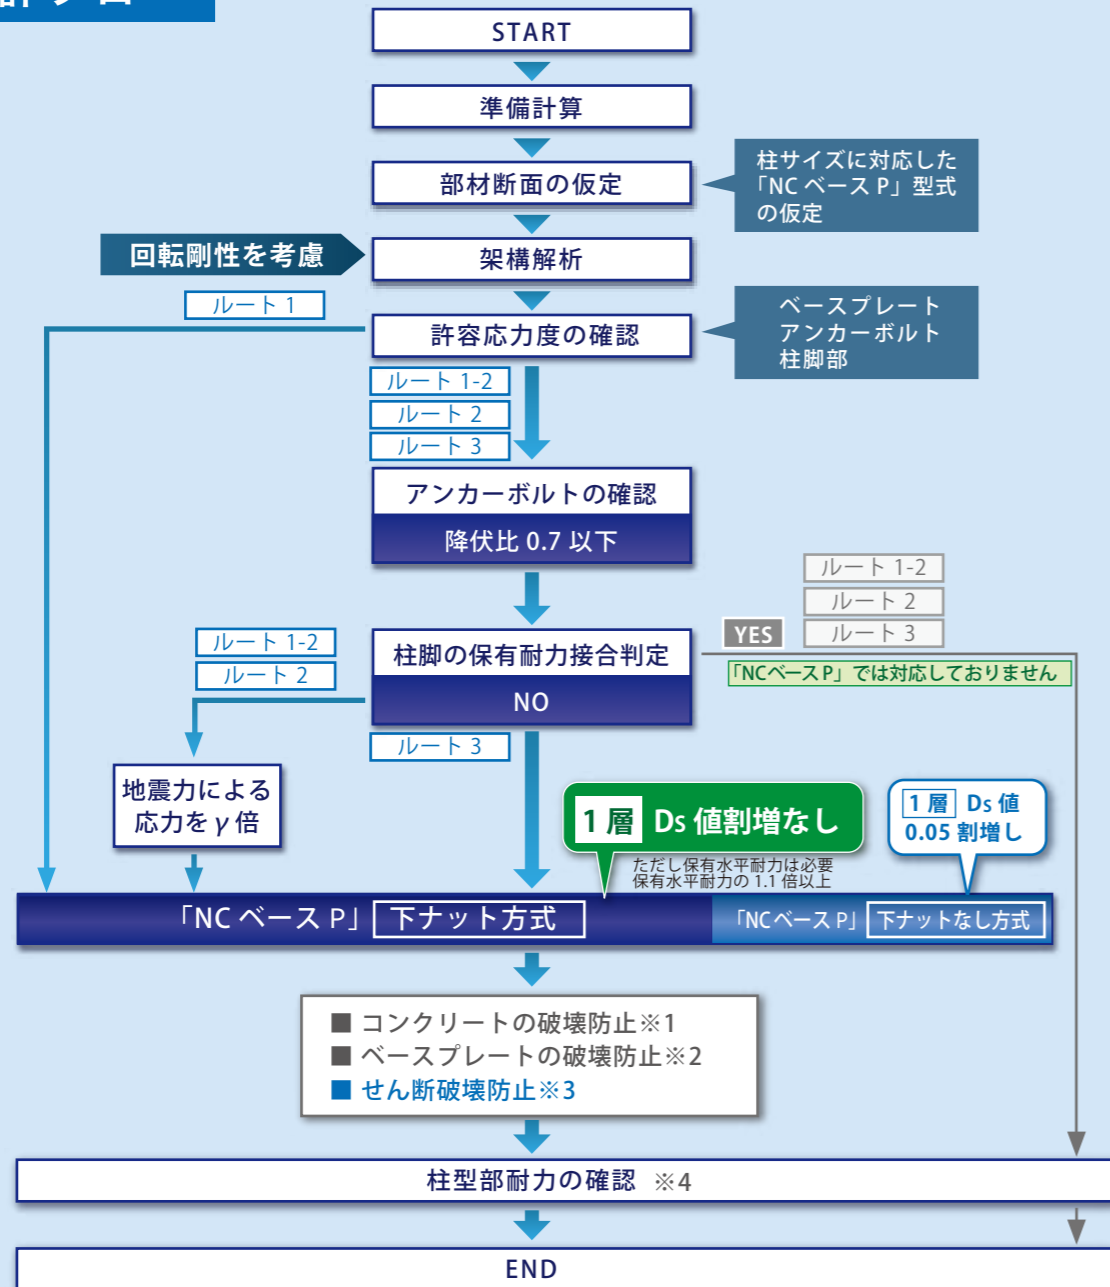 START
準備計算
部材断面の仮定
柱サイズに対応した
「NC ベース P」型式
の仮定
回転剛性を考慮
架構解析
ルート 1
許容応力度の確認
ベースプレート
アンカーボルト
柱脚部
ルート 1-2
ルート 2
ルート 3
アンカーボルトの確認
降伏比 0.7 以下
ルート 1-2
ルート 2
ルート 3
YES
「NCベースP」では対応しておりません
柱脚の保有耐力接合判定
NO
ルート 1-2
ルート 2
ルート 3
地震力による
応力を γ 倍
1 層 Ds 値割増なし
ただし保有水平耐力は必要
保有水平耐力の 1.1 倍以上
1 層 Ds 値
0.05 割増し
「NC ベース P」下ナット方式
「NC ベース P」下ナットなし方式
■ コンクリートの破壊防止※1
■ ベースプレートの破壊防止※2
■ せん断破壊防止※3
柱型部耐力の確認 ※4
END